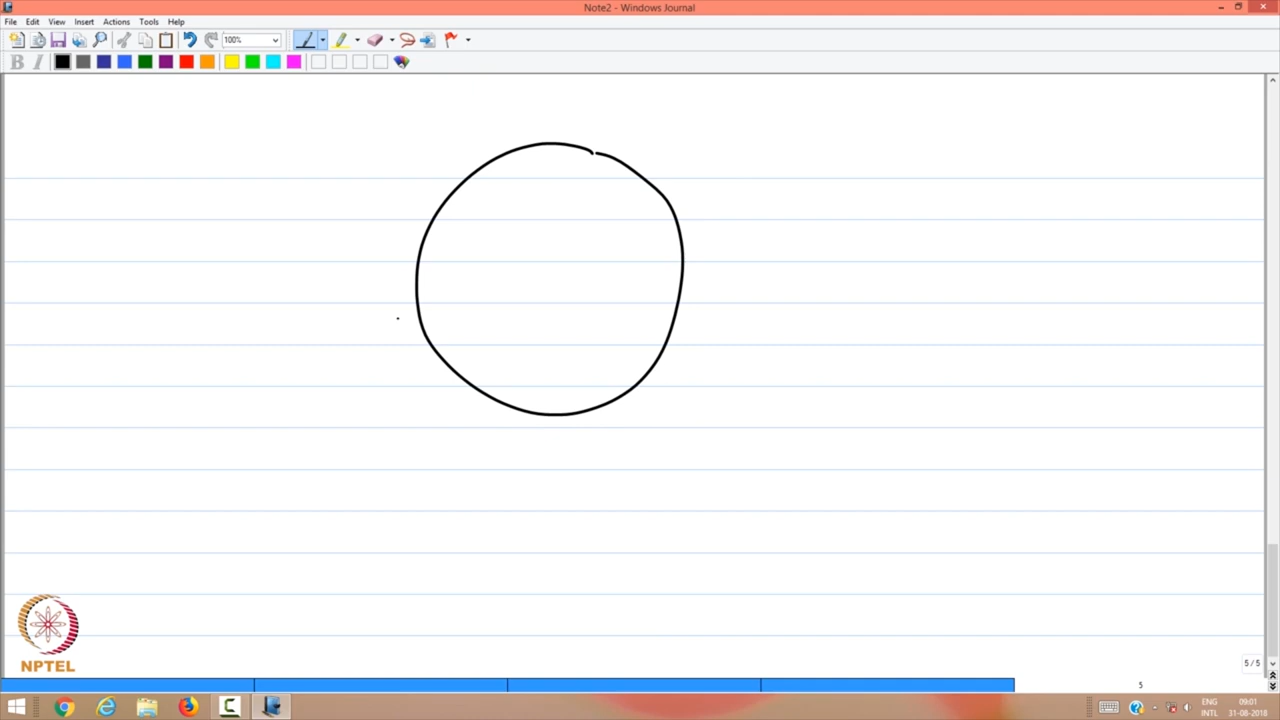 Note2 - Windows Journal
File Edit View Insert Actions Tools Help
100%
B I
NPTEL
5 / 5
5
ENG
INTL
09:01
31-08-2018